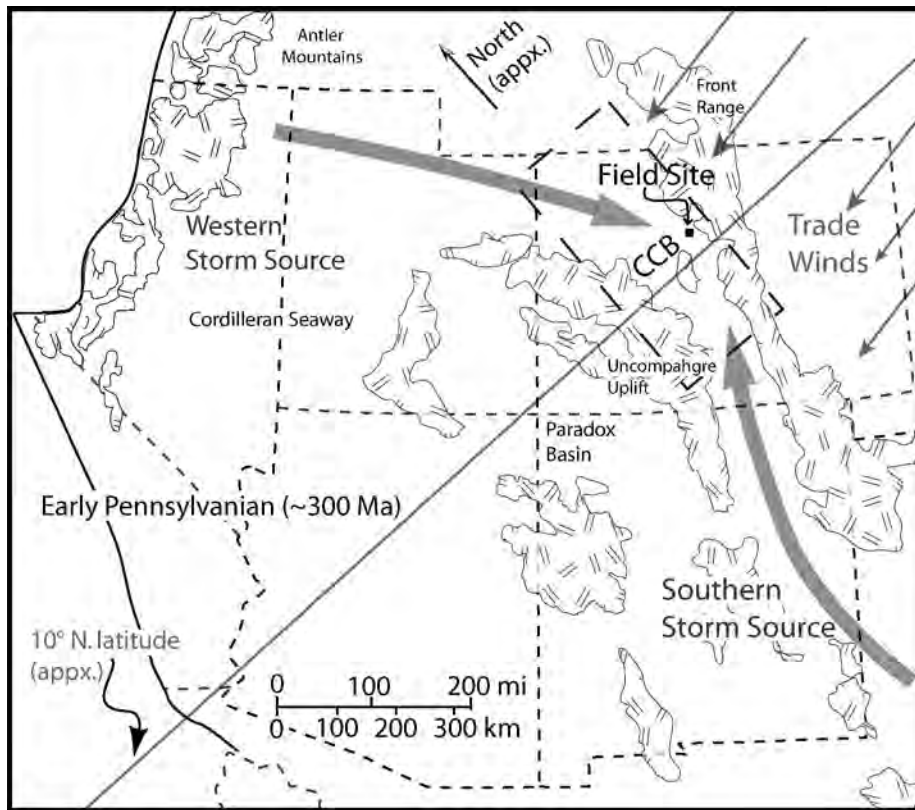 Antler
Mountains
North
(appx.)
Front
Range
Field Site
Western
Storm Source
CCB
Trade
Winds
Cordilleran Seaway
Uncompahgre
Uplift
Paradox
Basin
Early Pennsylvanian (~300 Ma)
Southern
Storm Source
10° N. latitude
(appx.)
0 100 200 mi
0 100 200 300 km